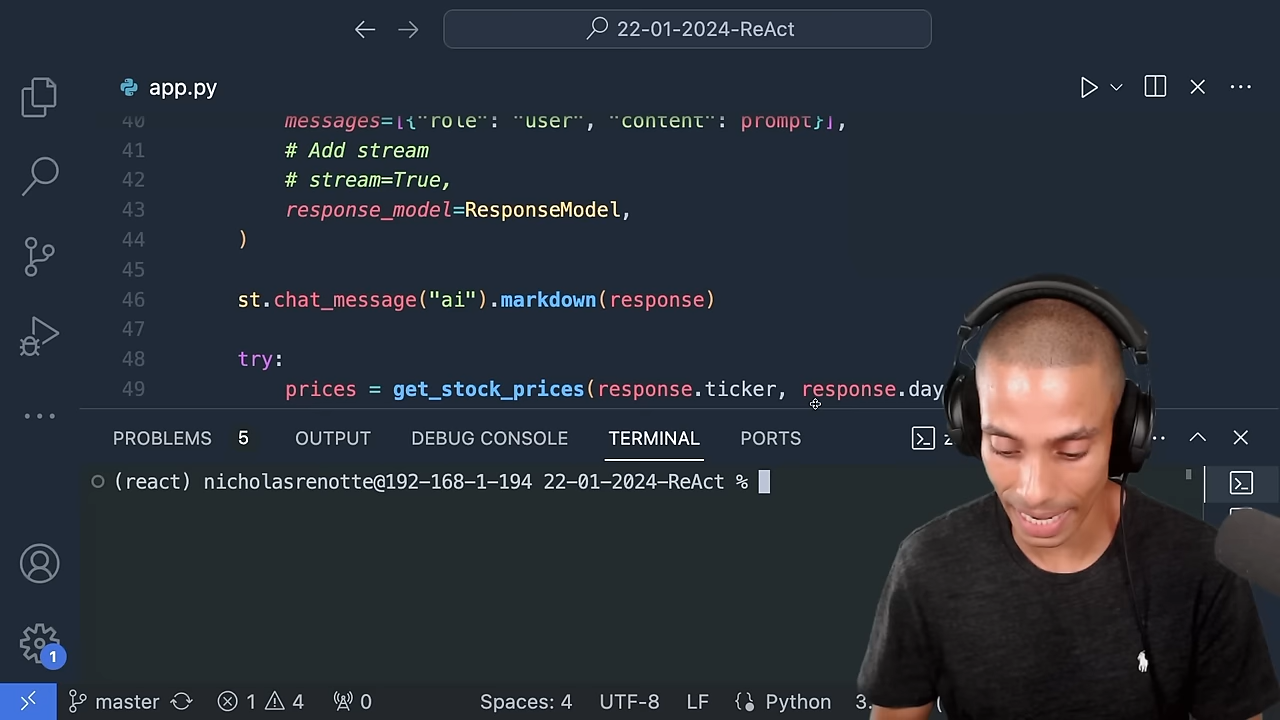 22-01-2024-ReAct
app.py
40 messages=[{"role": "user", "content": prompt}],
41 # Add stream
42 # stream=True,
43 response_model=ResponseModel,
44 )
45
46 st.chat_message("ai").markdown(response)
47
48 try:
49 prices = get_stock_prices(response.ticker, response.day
PROBLEMS 5 OUTPUT DEBUG CONSOLE TERMINAL PORTS
(react) nicholasrenotte@192-168-1-194 22-01-2024-ReAct %
1
master 1 4 0 Spaces: 4 UTF-8 LF Python 3.